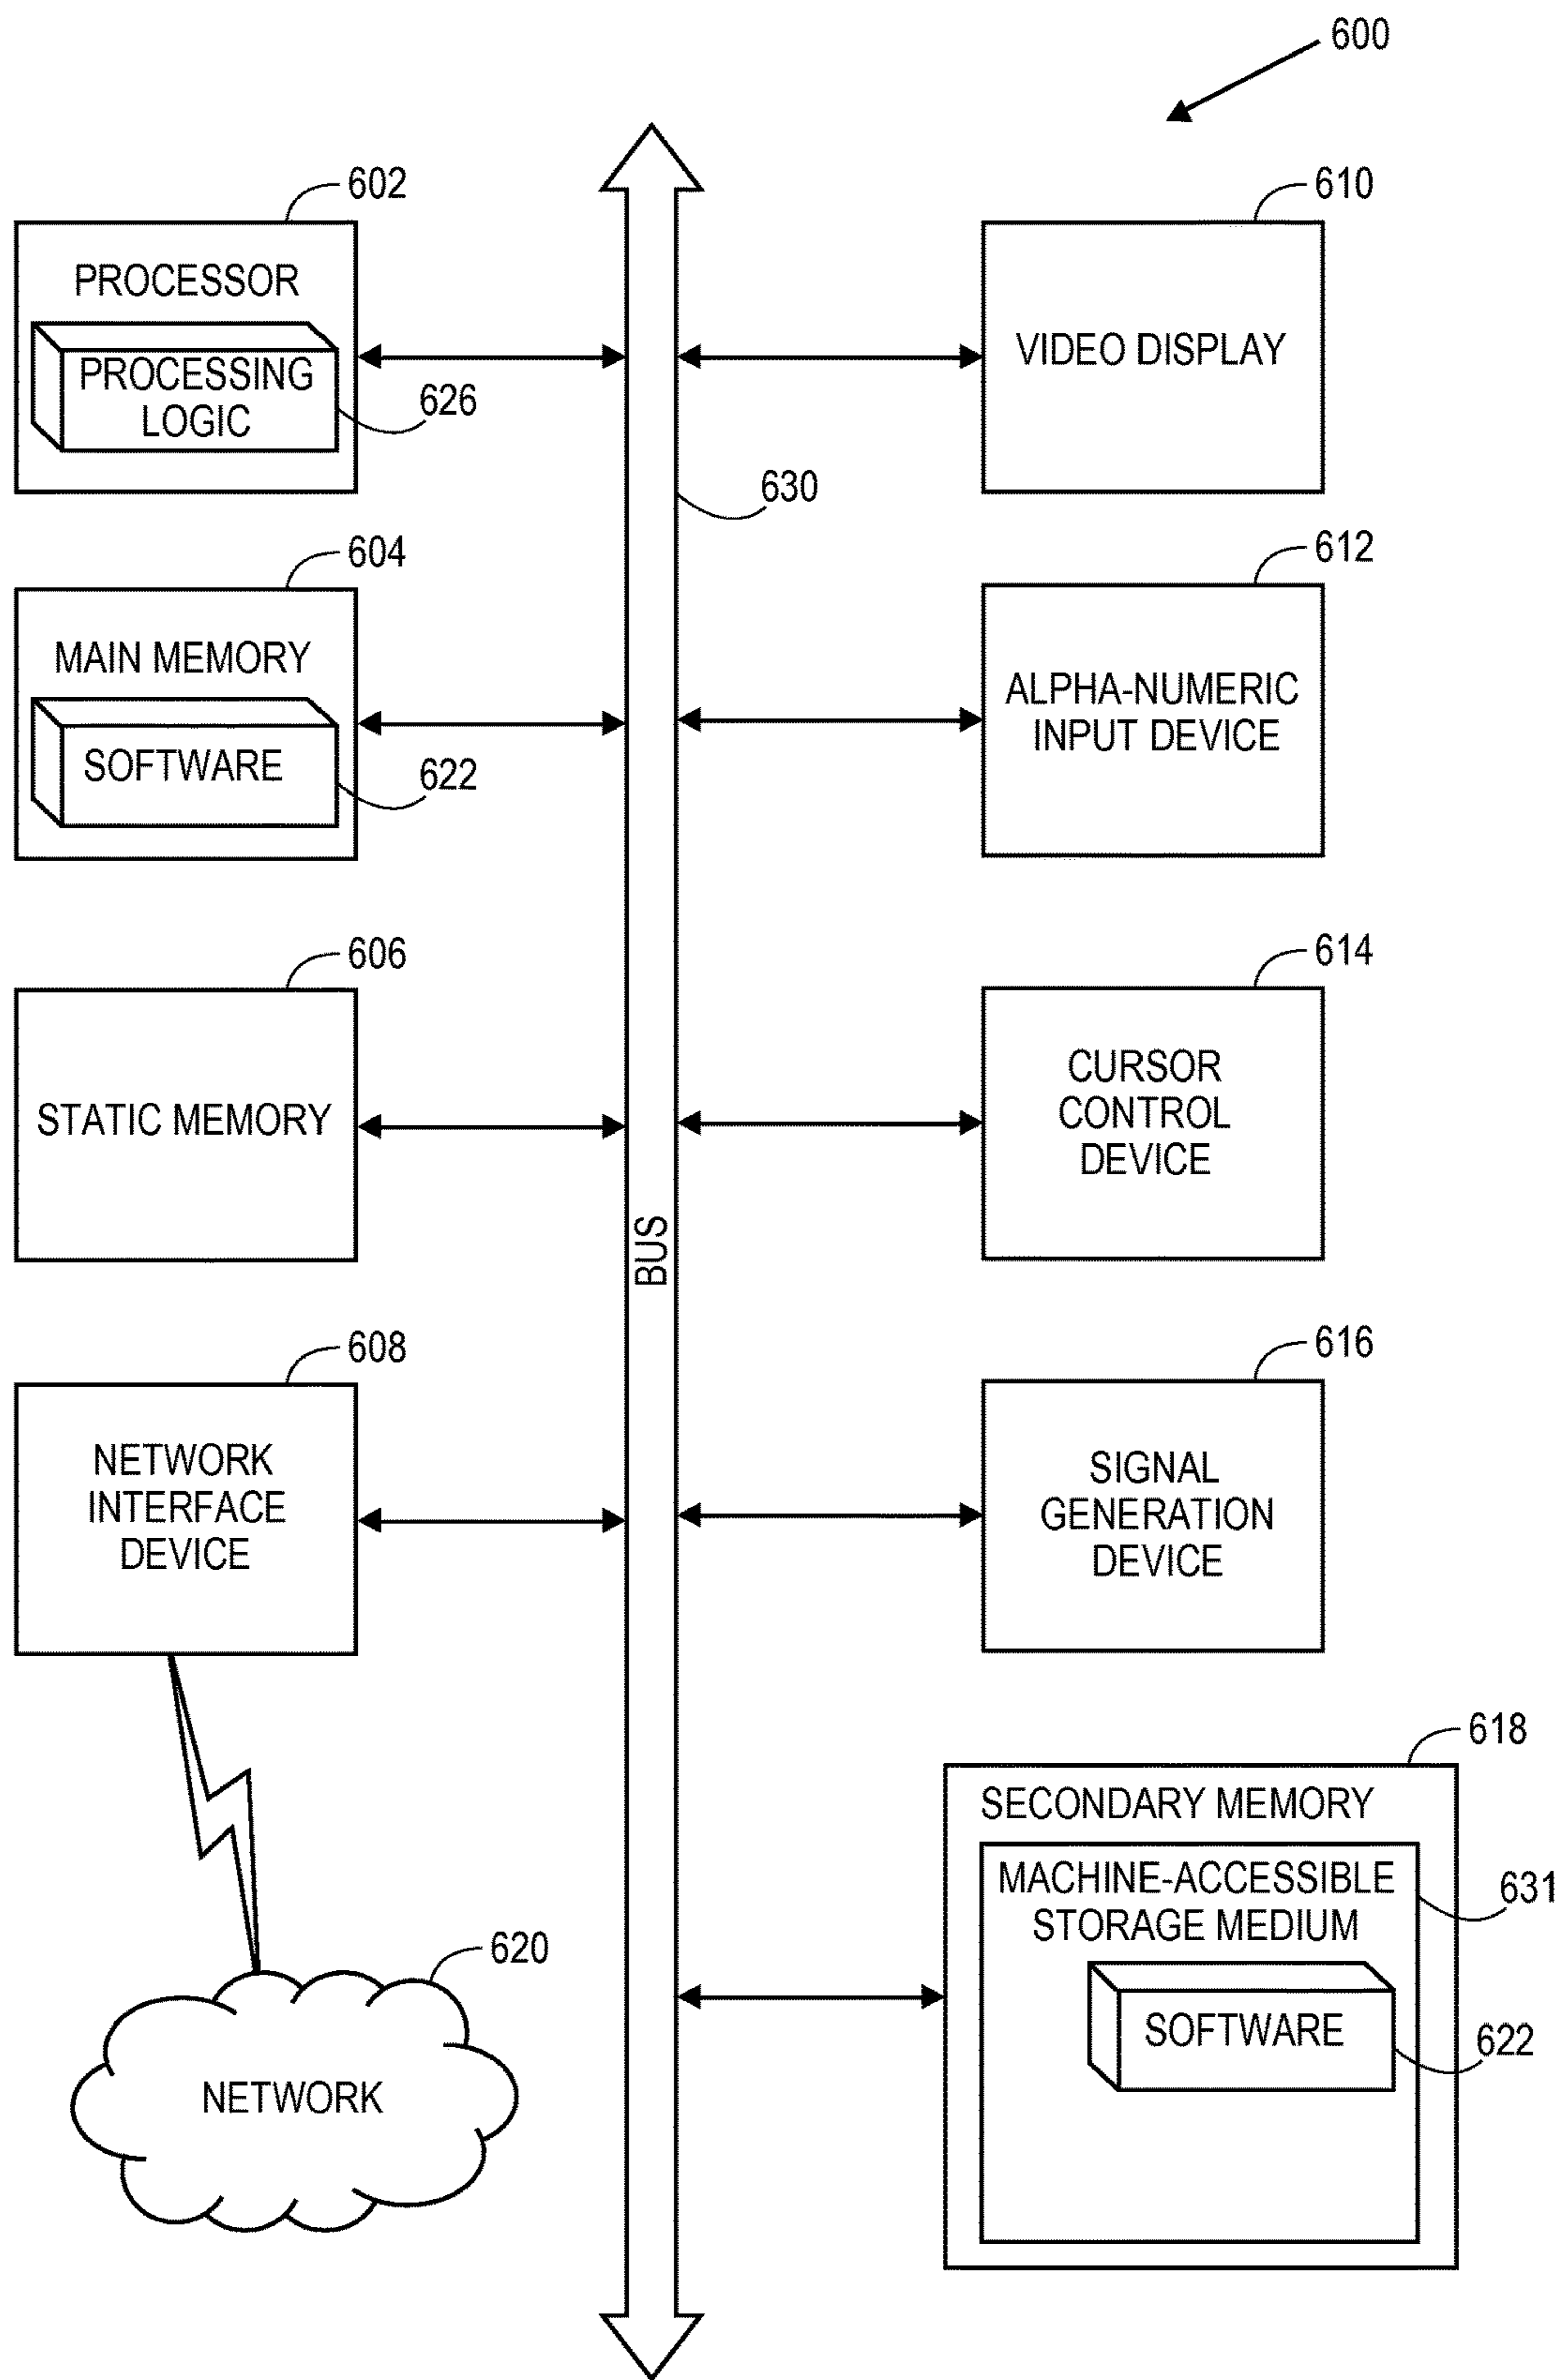 600
602
PROCESSOR
PROCESSING
LOGIC
626
610
VIDEO DISPLAY
630
604
MAIN MEMORY
SOFTWARE
622
612
ALPHA-NUMERIC
INPUT DEVICE
606
STATIC MEMORY
614
CURSOR
CONTROL
DEVICE
BUS
608
NETWORK
INTERFACE
DEVICE
616
SIGNAL
GENERATION
DEVICE
618
SECONDARY MEMORY
MACHINE-ACCESSIBLE
STORAGE MEDIUM
631
SOFTWARE
622
620
NETWORK